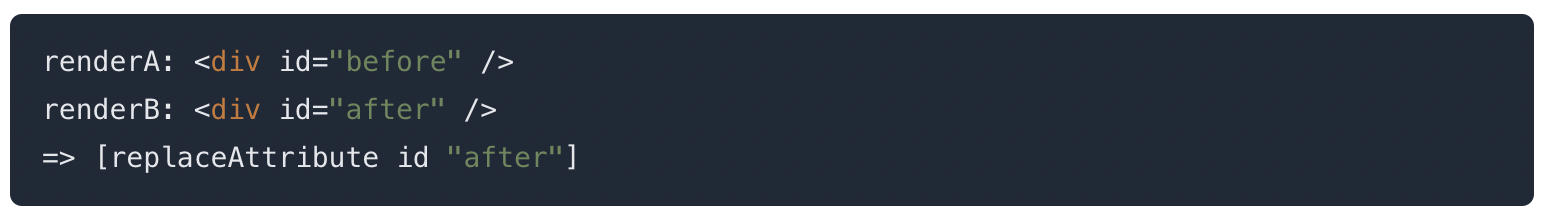 renderA: <div id="before" />
renderB: <div id="after" />
=> [replaceAttribute id "after"]